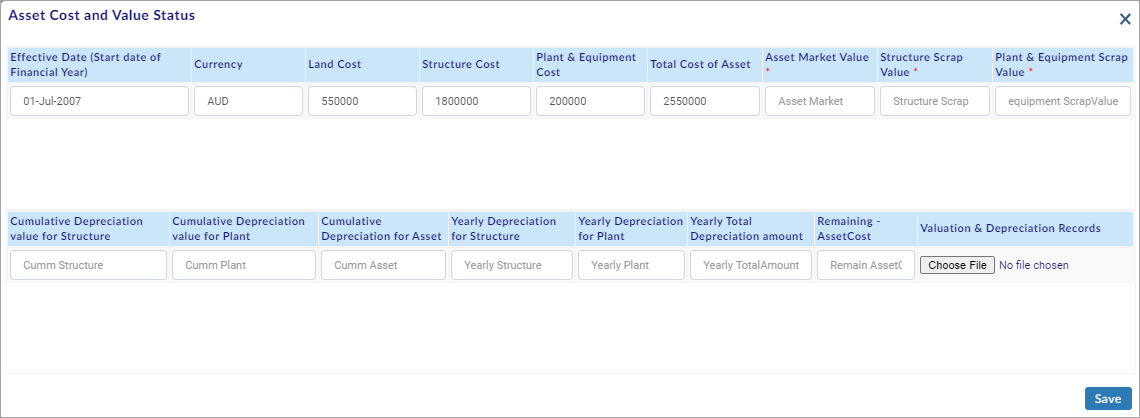 Asset Cost and Value Status
Effective Date (Start date of
Financial Year)
Currency
Land Cost
Structure Cost
Plant & Equipment
Cost
Total Cost of Asset
Asset Market Value
*
Structure Scrap
Value *
Plant & Equipment Scrap
Value *
01-Jul-2007
AUD
550000
1800000
200000
2550000
Asset Market
Structure Scrap
equipment ScrapValue
Cumulative Depreciation
value for Structure
Cumulative Depreciation
value for Plant
Cumulative
Depreciation for Asset
Yearly Depreciation
for Structure
Yearly Depreciation
for Plant
Yearly Total
Depreciation amount
Remaining -
AssetCost
Valuation & Depreciation Records
Cumm Structure
Cumm Plant
Cumm Asset
Yearly Structure
Yearly Plant
Yearly TotalAmount
Remain Asset
Choose File No file chosen
Save